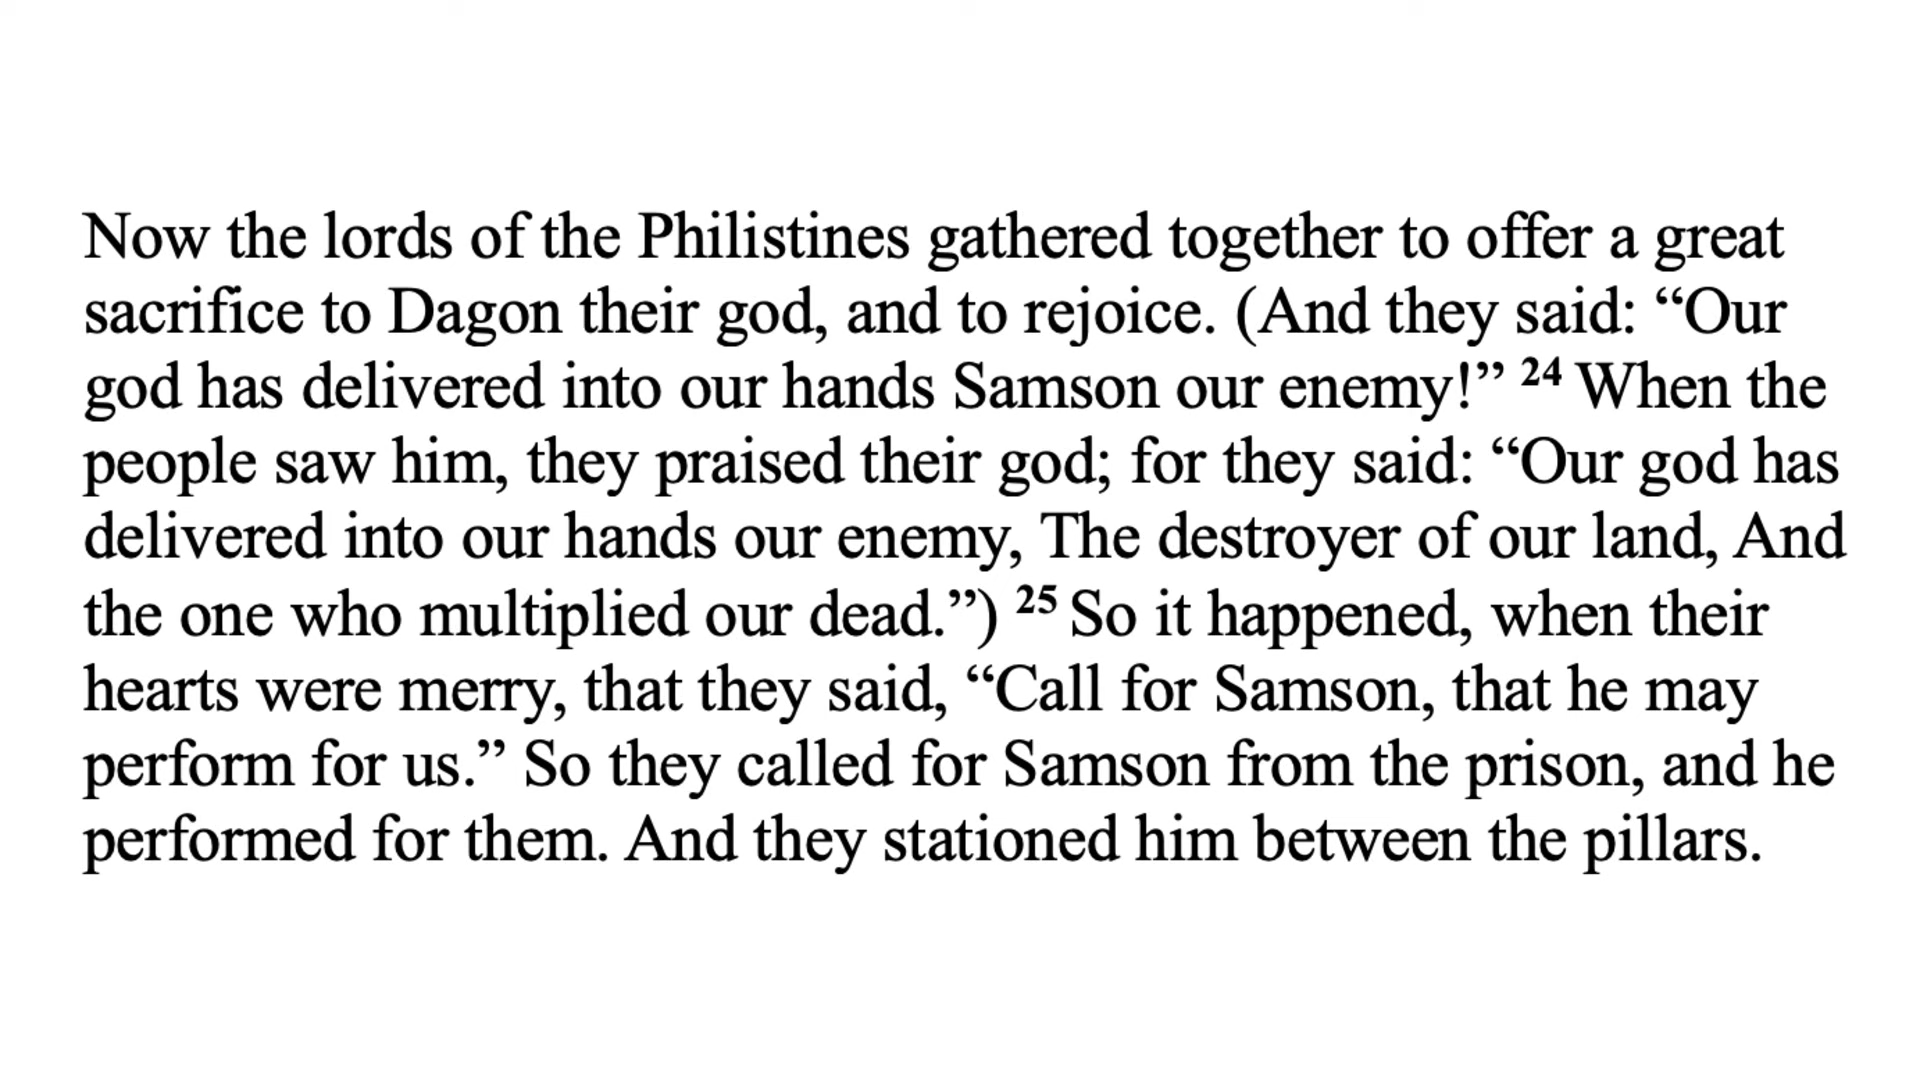 Now the lords of the Philistines gathered together to offer a great
sacrifice to Dagon their god, and to rejoice. (And they said: “Our
god has delivered into our hands Samson our enemy!” 24 When the
people saw him, they praised their god; for they said: “Our god has
delivered into our hands our enemy, The destroyer of our land, And
the one who multiplied our dead.”) 25 So it happened, when their
hearts were merry, that they said, “Call for Samson, that he may
perform for us.” So they called for Samson from the prison, and he
performed for them. And they stationed him between the pillars.